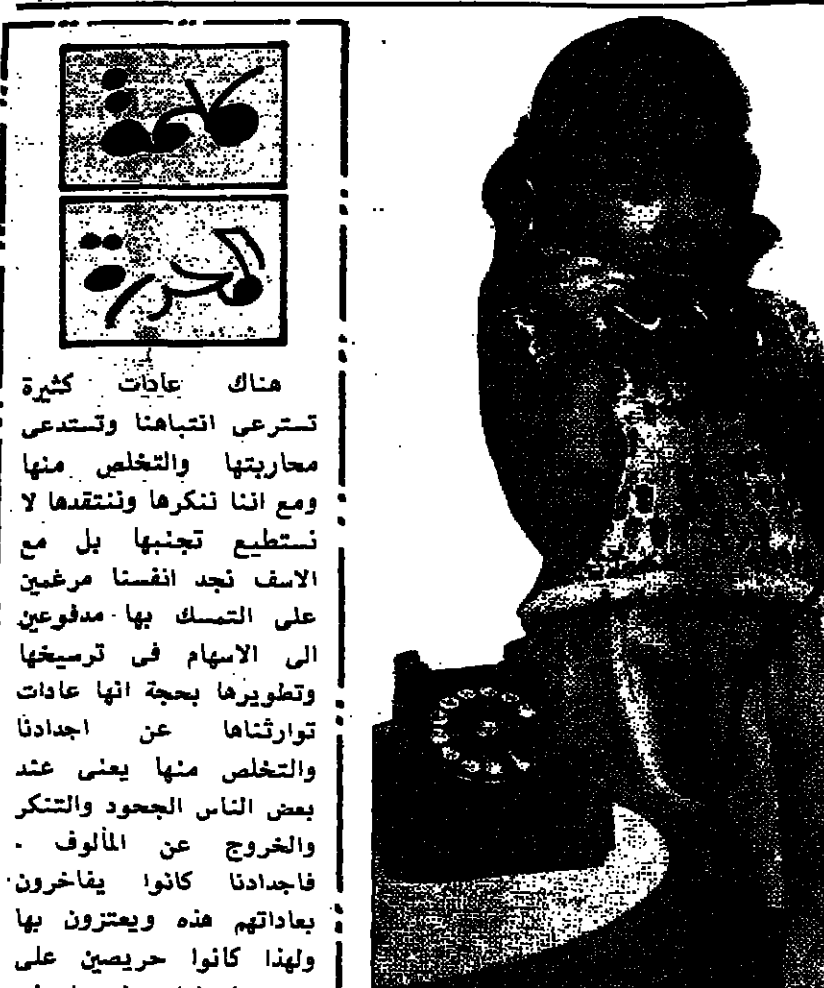 كلمة
المحررة
هناك عادات كثيرة
تسترعى انتباهنا وتستدعى
محاربتها والتخلص منها
ومع اننا ننكرها وننتقدها لا
نستطيع تجنبها بل مع
الاسف نجد انفسنا مرغمين
على التمسك بها مدفوعين
الى الاسهام فى ترسيخها
وتطويرها بحجة انها عادات
توارثناها عن اجدادنا
والتخلص منها يعنى عند
بعض الناس الجحود والتنكر
والخروج عن المألوف .
فاجدادنا كانوا يفاخرون
بعاداتهم هذه ويعتزون بها
ولهذا كانوا حريصين على